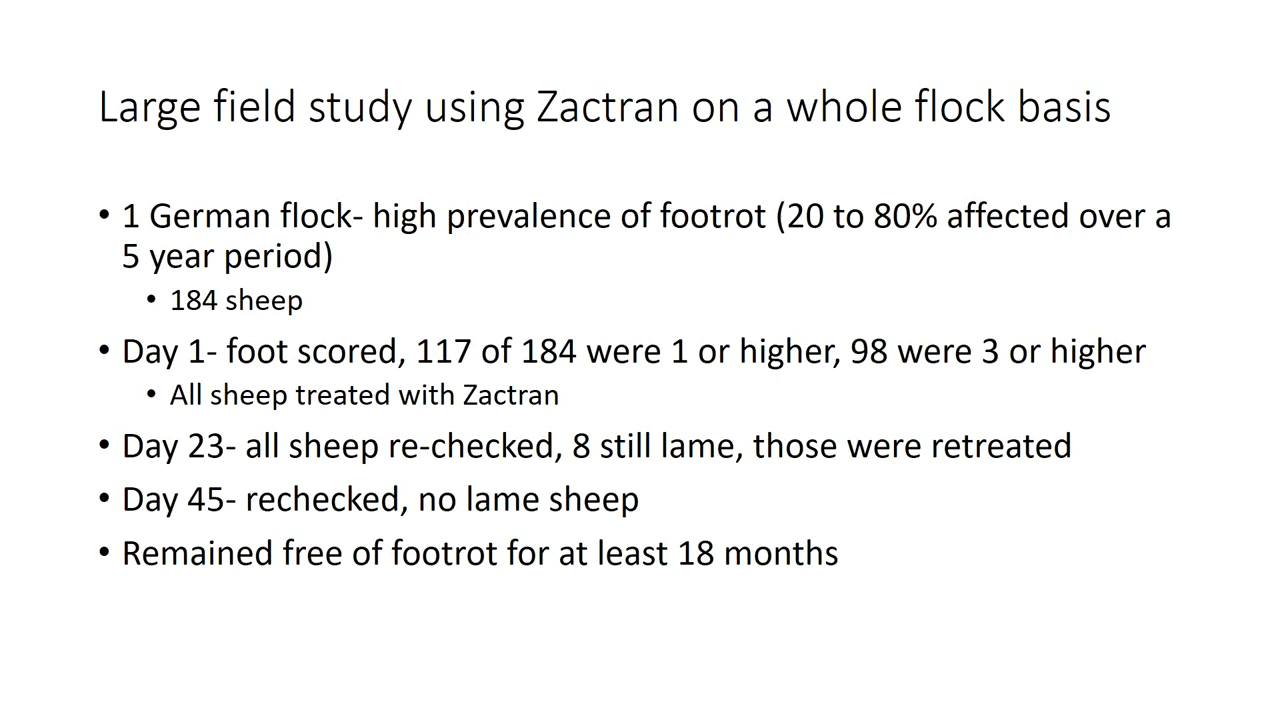 Large field study using Zactran on a whole flock basis
• 1 German flock- high prevalence of footrot (20 to 80% affected over a
5 year period)
• 184 sheep
• Day 1- foot scored, 117 of 184 were 1 or higher, 98 were 3 or higher
• All sheep treated with Zactran
• Day 23- all sheep re-checked, 8 still lame, those were retreated
• Day 45- rechecked, no lame sheep
• Remained free of footrot for at least 18 months